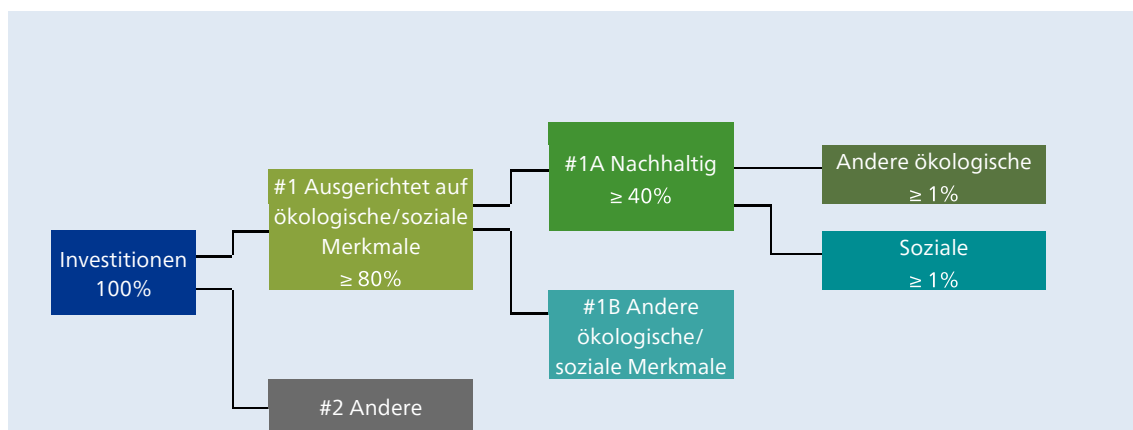 Investitionen
100%
#1 Ausgerichtet auf
ökologische/soziale
Merkmale
≥ 80%
#2 Andere
#1A Nachhaltig
≥ 40%
#1B Andere
ökologische/
soziale Merkmale
Andere ökologische
≥ 1%
Soziale
≥ 1%